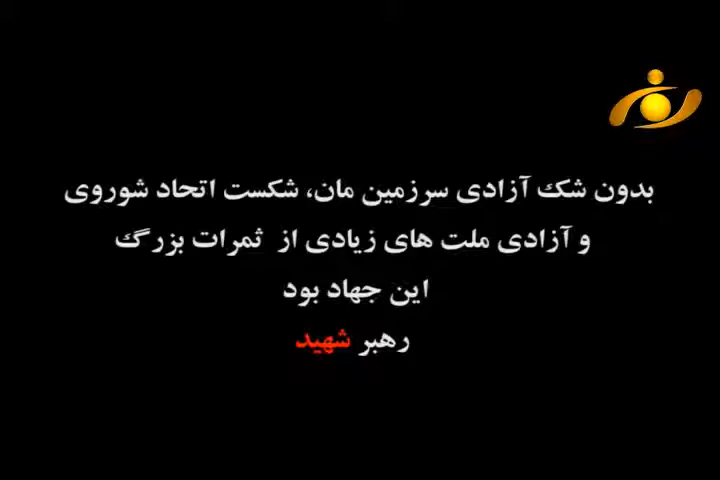 بدون شک آزادی سرزمین مان، شکست اتحاد شوروی
و آزادی ملت های زیادی از ثمرات بزرگ
این جهاد بود
رهبر شهید